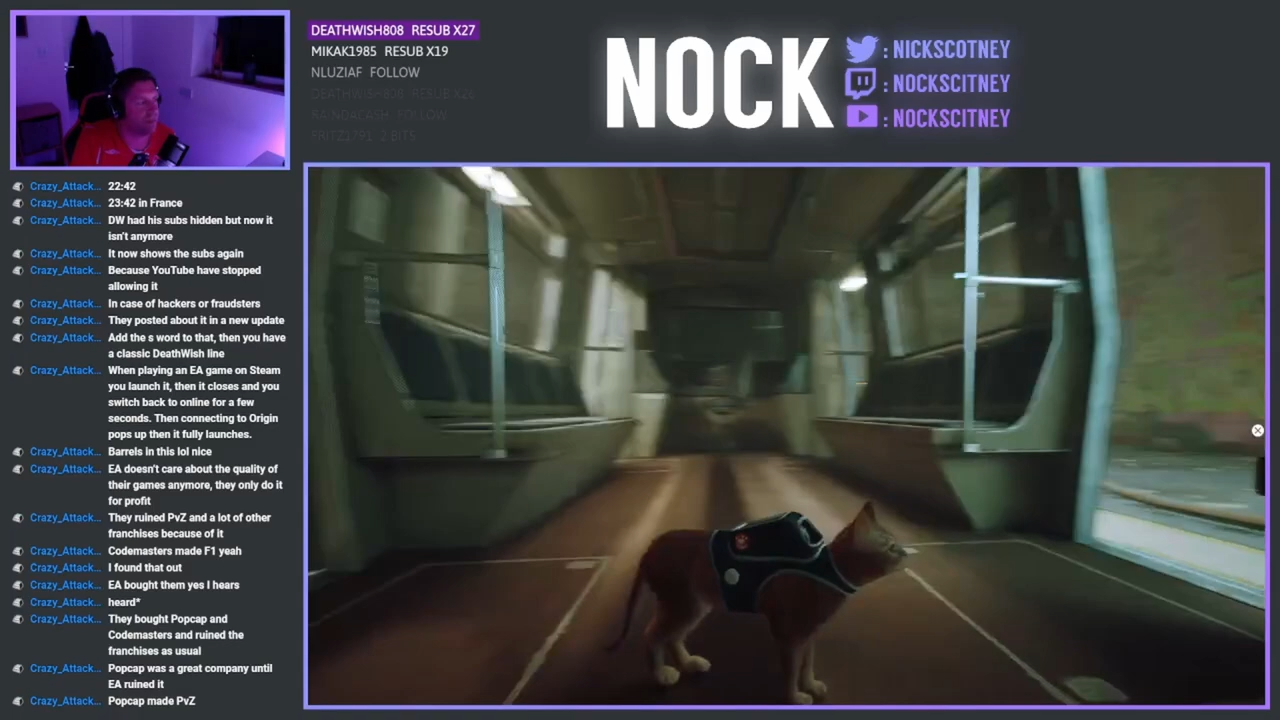 DEATHWISH808 RESUB X27
MIKAK1985 RESUB X19
NLUZIAF FOLLOW
DEATHWISH808 RESUB X26
RAINDACASH FOLLOW
FRITZ1791 2 BITS
NOCK
: NICKSCOTNEY
: NOCKSCITNEY
: NOCKSCITNEY
Crazy_Attack... 22:42
Crazy_Attack... 23:42 in France
Crazy_Attack... DW had his subs hidden but now it
isn't anymore
Crazy_Attack... It now shows the subs again
Crazy_Attack... Because YouTube have stopped
allowing it
Crazy_Attack... In case of hackers or fraudsters
Crazy_Attack... They posted about it in a new update
Crazy_Attack... Add the s word to that, then you have
a classic DeathWish line
Crazy_Attack... When playing an EA game on Steam
you launch it, then it closes and you
switch back to online for a few
seconds. Then connecting to Origin
pops up then it fully launches.
Crazy_Attack... Barrels in this lol nice
Crazy_Attack... EA doesn't care about the quality of
their games anymore, they only do it
for profit
Crazy_Attack... They ruined PvZ and a lot of other
franchises because of it
Crazy_Attack... Codemasters made F1 yeah
Crazy_Attack... I found that out
Crazy_Attack... EA bought them yes I hears
Crazy_Attack... heard*
Crazy_Attack... They bought Popcap and
Codemasters and ruined the
franchises as usual
Crazy_Attack... Popcap was a great company until
EA ruined it
Crazy_Attack... Popcap made PvZ